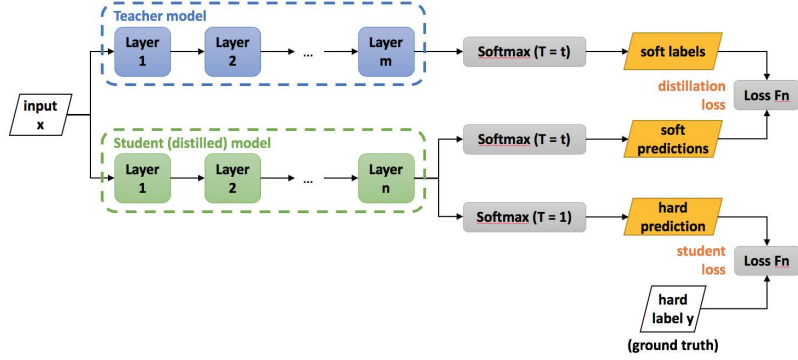 Teacher model
Layer
1
Layer
2
...
Layer
m
Softmax (T = t)
soft labels
input
x
distillation
loss
Loss Fn
Student (distilled) model
Layer
1
Layer
2
...
Layer
n
Softmax (T = t)
soft
predictions
Softmax (T = 1)
hard
prediction
student
loss
Loss Fn
hard
label y
(ground truth)